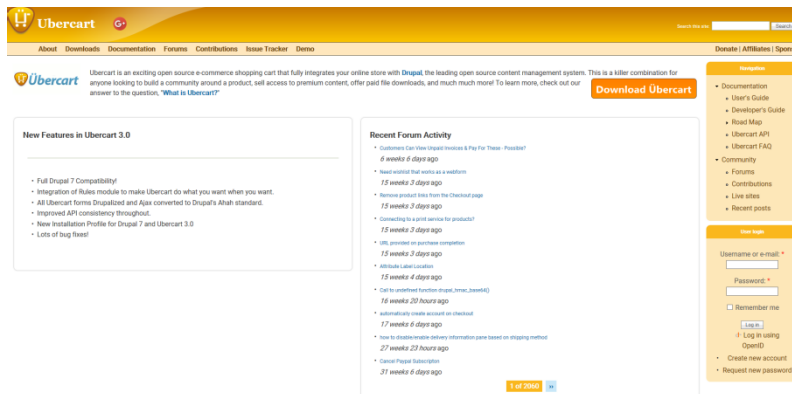 Ubercart
G+
Search this site:
Search
About Downloads Documentation Forums Contributions Issue Tracker Demo
Donate | Affiliates | Spon
Übercart
Ubercart is an exciting open source e-commerce shopping cart that fully integrates your online store with Drupal, the leading open source content management system. This is a killer combination for
anyone looking to build a community around a product, sell access to premium content, offer paid file downloads, and much much more! To learn more, check out our
answer to the question, "What is Ubercart?"
Download Übercart
New Features in Ubercart 3.0
• Full Drupal 7 Compatibility!
• Integration of Rules module to make Ubercart do what you want when you want.
• All Ubercart forms Drupalized and Ajax converted to Drupal's Ahah standard.
• Improved API consistency throughout.
• New Installation Profile for Drupal 7 and Ubercart 3.0
• Lots of bug fixes!
Recent Forum Activity
• Customers Can View Unpaid Invoices & Pay For These - Possible?
6 weeks 6 days ago
• Need wishlist that works as a webform
15 weeks 3 days ago
• Remove product links from the Checkout page
15 weeks 3 days ago
• Connecting to a print service for products?
15 weeks 3 days ago
• URL provided on purchase completion
15 weeks 3 days ago
• Attribute Label Location
15 weeks 4 days ago
• Call to undefined function drupal_hmac_base64()
16 weeks 20 hours ago
• automatically create account on checkout
17 weeks 6 days ago
• how to disable/enable delivery information pane based on shipping method
27 weeks 23 hours ago
• Cancel Paypal Subscription
31 weeks 6 days ago
1 of 2060 ››
Navigation
Documentation
User's Guide
Developer's Guide
Road Map
Ubercart API
Ubercart FAQ
Community
Forums
Contributions
Live sites
Recent posts
User login
Username or e-mail: *
Password: *
Remember me
Log in
Log in using
OpenID
Create new account
Request new password